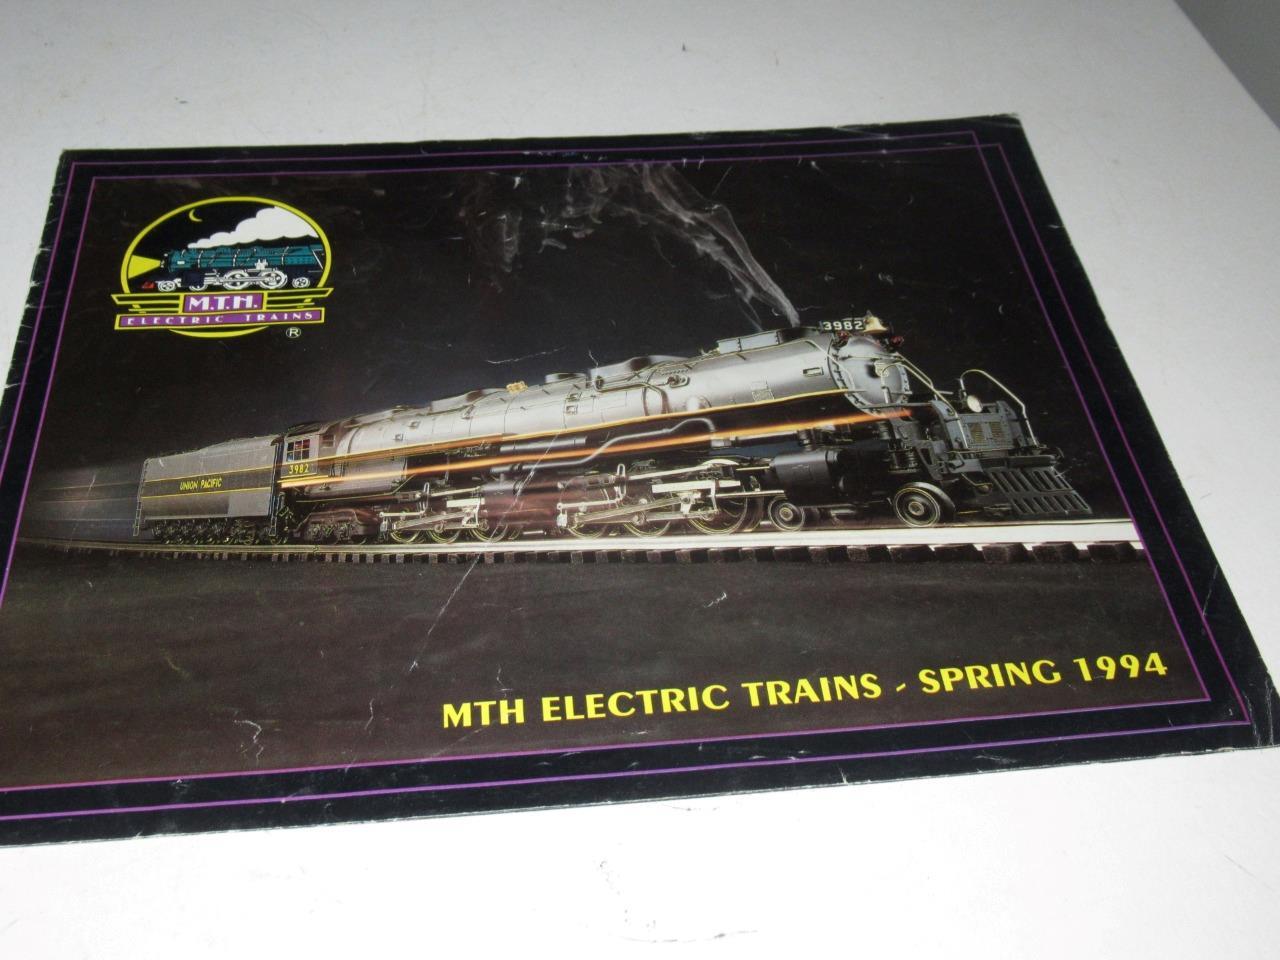 M.T.H.
ELECTRIC TRAINS
®
3982
3982
UNION PACIFIC
MTH ELECTRIC TRAINS - SPRING 1994